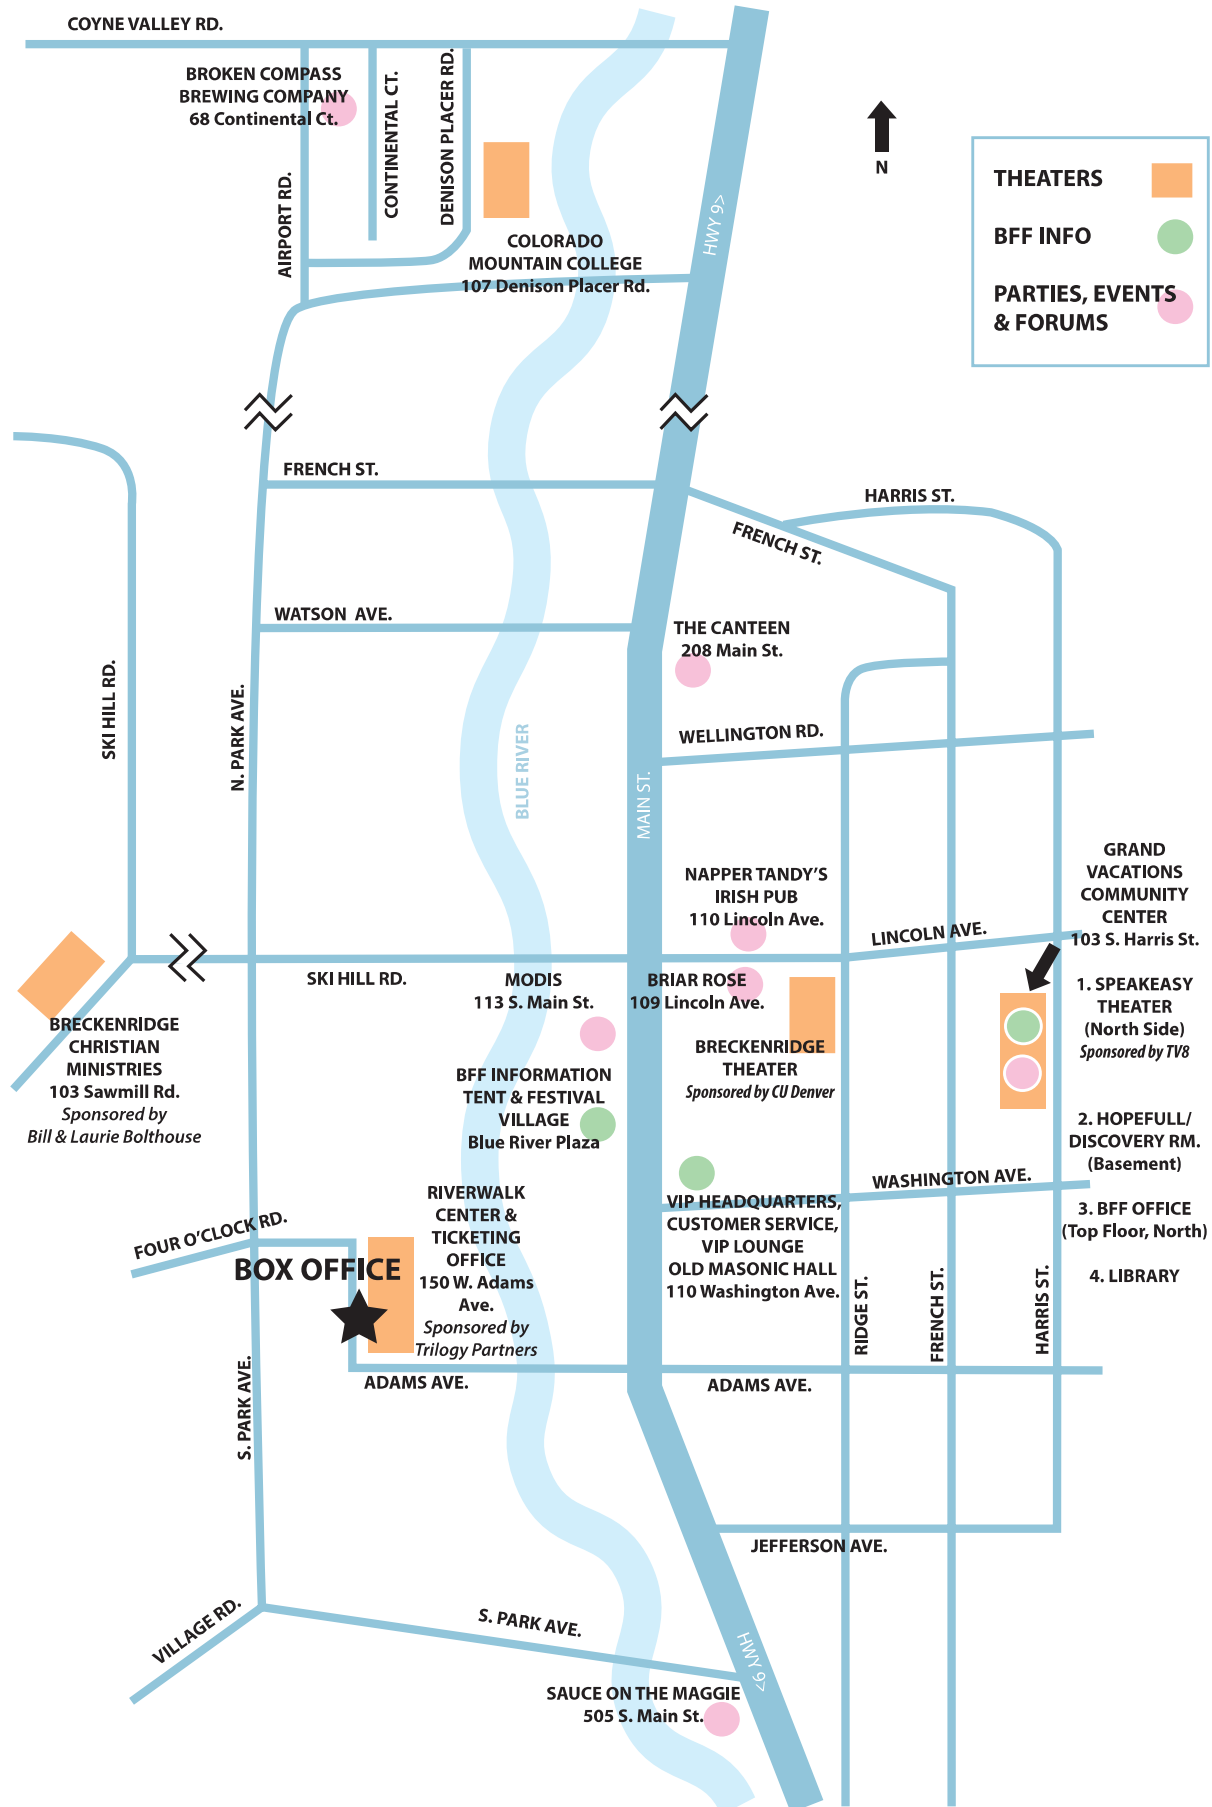 COYNE VALLEY RD.
BROKEN COMPASS
BREWING COMPANY
68 Continental Ct.
CONTINENTAL CT.
DENISON PLACER RD.
AIRPORT RD.
COLORADO
MOUNTAIN COLLEGE
107 Denison Placer Rd.
HWY 9>
N
THEATERS
BFF INFO
PARTIES, EVENTS
& FORUMS
FRENCH ST.
HARRIS ST.
FRENCH ST.
WATSON AVE.
THE CANTEEN
208 Main St.
SKI HILL RD.
N. PARK AVE.
BLUE RIVER
MAIN ST.
WELLINGTON RD.
NAPPER TANDY'S
IRISH PUB
110 Lincoln Ave.
LINCOLN AVE.
GRAND
VACATIONS
COMMUNITY
CENTER
103 S. Harris St.
1. SPEAKEASY
THEATER
(North Side)
Sponsored by TV8
2. HOPEFULL/
DISCOVERY RM.
(Basement)
3. BFF OFFICE
(Top Floor, North)
4. LIBRARY
SKI HILL RD.
MODIS
113 S. Main St.
BRIAR ROSE
109 Lincoln Ave.
BRECKENRIDGE
THEATER
Sponsored by CU Denver
BRECKENRIDGE
CHRISTIAN
MINISTRIES
103 Sawmill Rd.
Sponsored by
Bill & Laurie Bolthouse
BFF INFORMATION
TENT & FESTIVAL
VILLAGE
Blue River Plaza
WASHINGTON AVE.
VIP HEADQUARTERS,
CUSTOMER SERVICE,
VIP LOUNGE
OLD MASONIC HALL
110 Washington Ave.
RIVERWALK
CENTER &
TICKETING
OFFICE
150 W. Adams
Ave.
Sponsored by
Trilogy Partners
FOUR O'CLOCK RD.
BOX OFFICE
RIDGE ST.
FRENCH ST.
HARRIS ST.
S. PARK AVE.
ADAMS AVE.
ADAMS AVE.
JEFFERSON AVE.
VILLAGE RD.
S. PARK AVE.
HWY 9>
SAUCE ON THE MAGGIE
505 S. Main St.